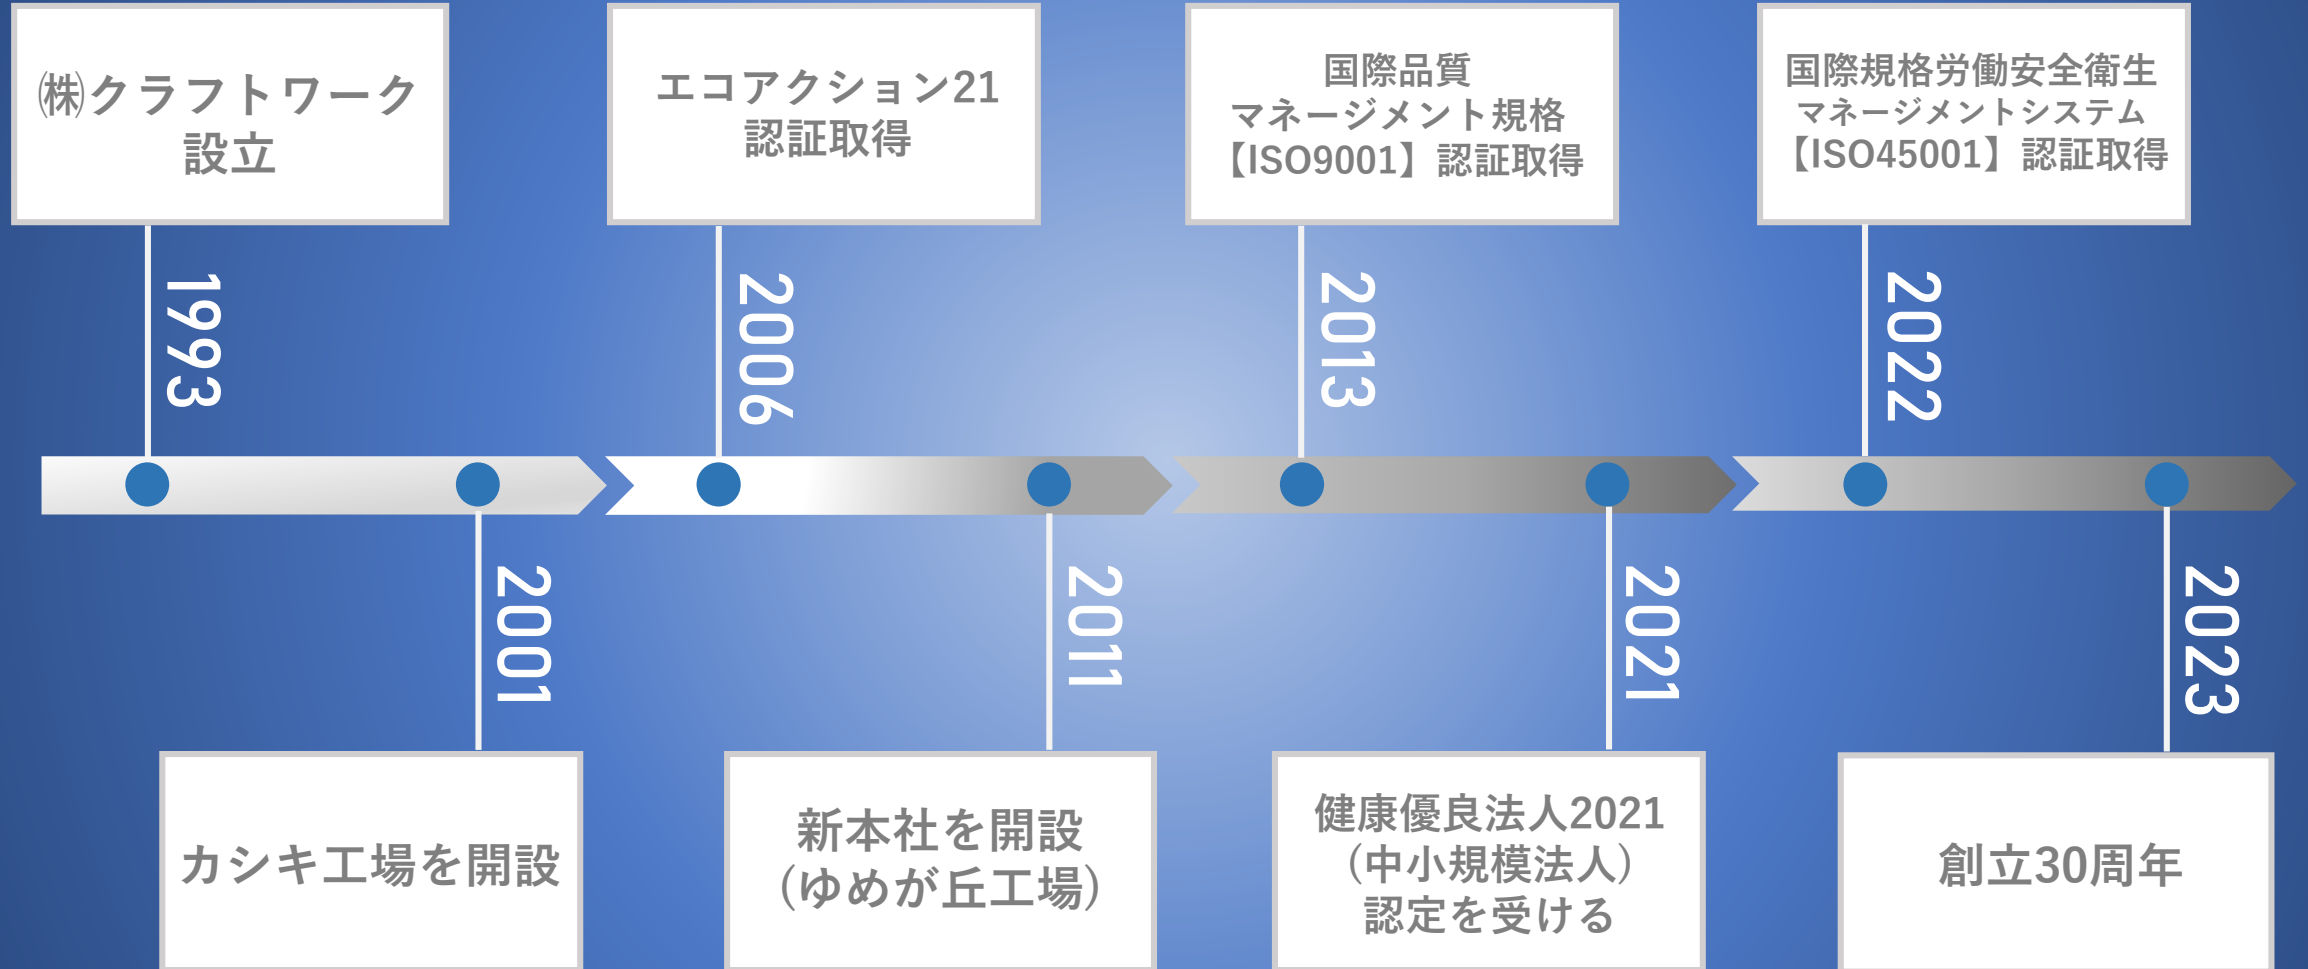 ㈱クラフトワーク
設立
1993
カシキ工場を開設
2001
エコアクション21
認証取得
2006
新本社を開設
（ゆめが丘工場）
2011
国際品質
マネージメント規格
【ISO9001】認証取得
2013
健康優良法人2021
（中小規模法人）
認定を受ける
2021
国際規格労働安全衛生
マネージメントシステム
【ISO45001】認証取得
2022
創立30周年
2023